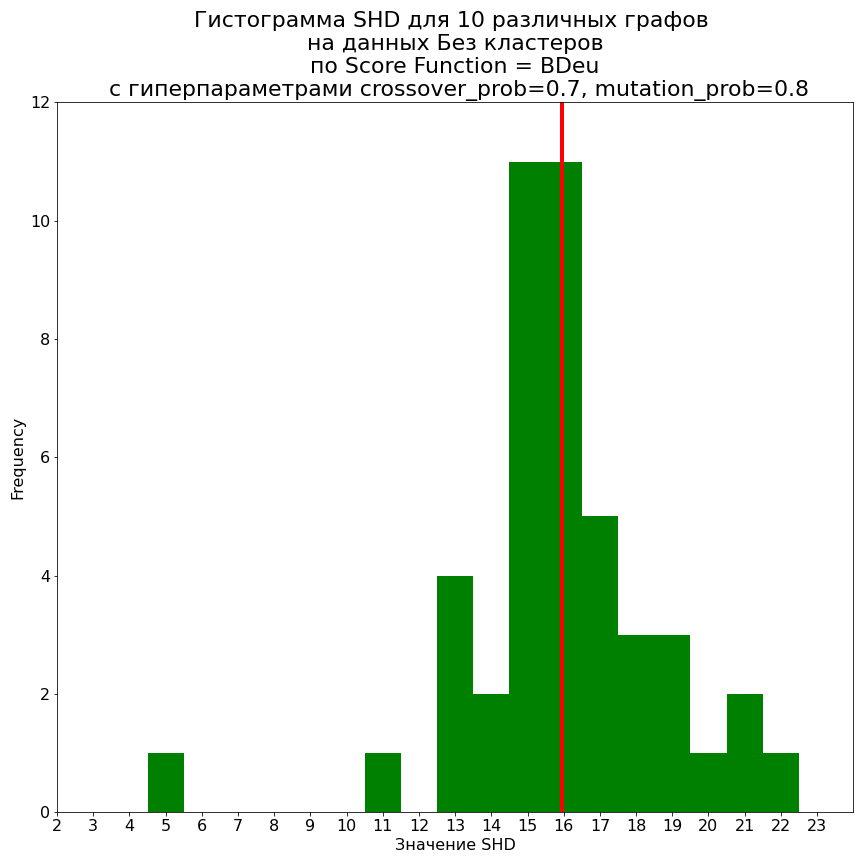 Гистограмма SHD для 10 различных графов
на данных Без кластеров
по Score Function = BDeu
с гиперпараметрами crossover_prob=0.7, mutation_prob=0.8
12
10
8
6
4
2
0
Frequency
2 3 4 5 6 7 8 9 10 11 12 13 14 15 16 17 18 19 20 21 22 23
Значение SHD